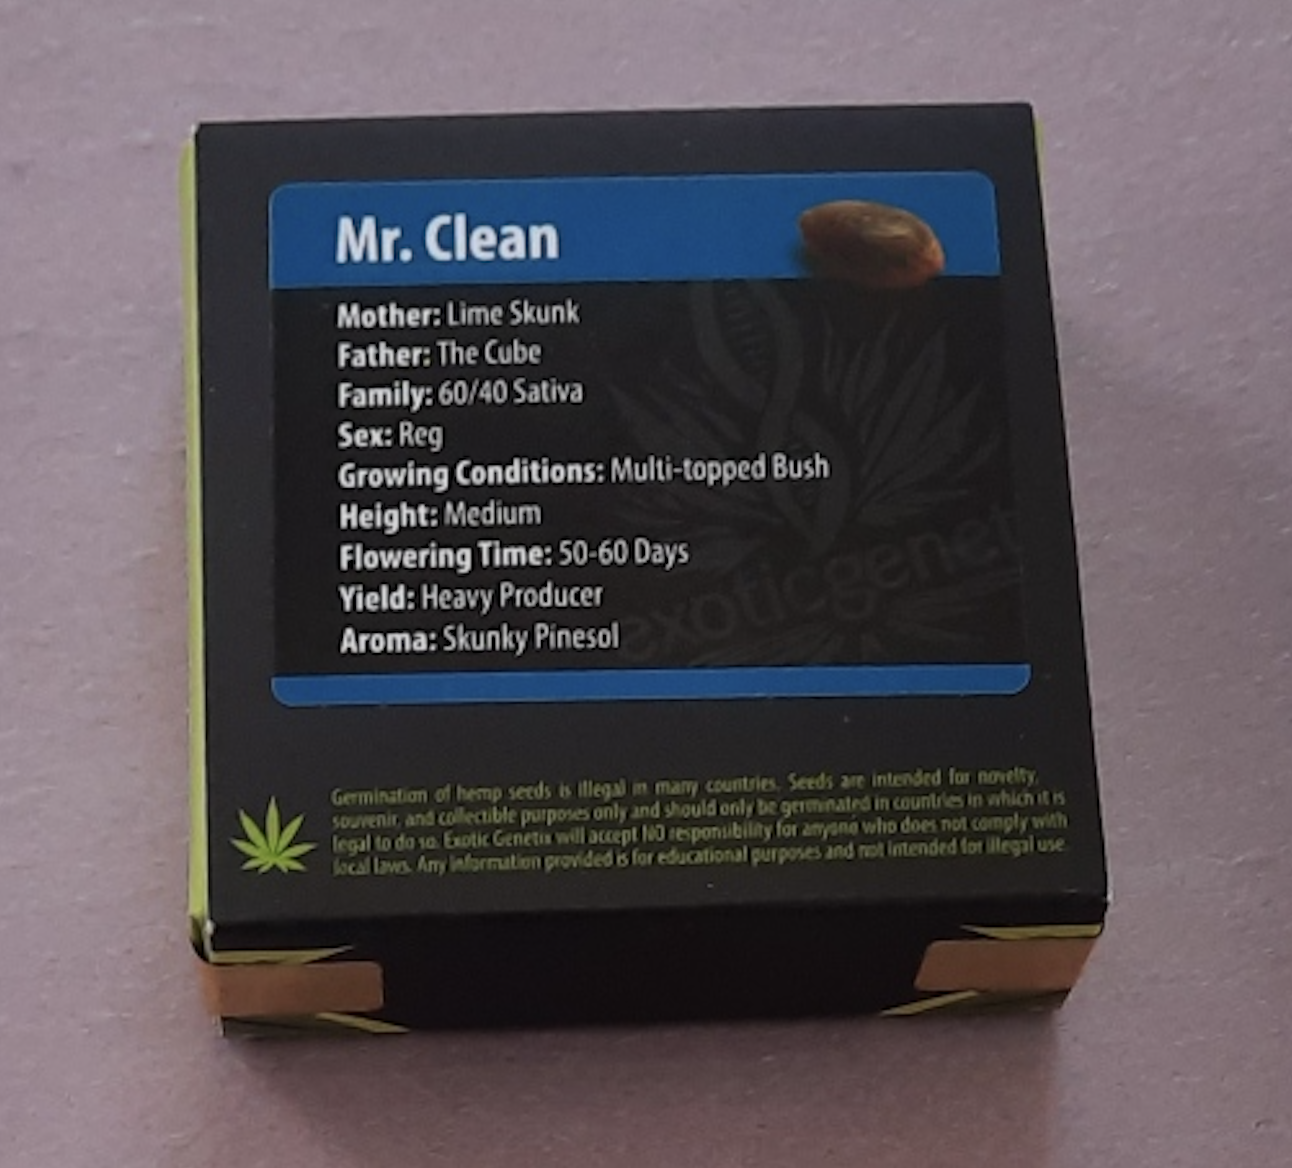 Mr. Clean
Mother: Lime Skunk
Father: The Cube
Family: 60/40 Sativa
Sex: Reg
Growing Conditions: Multi-topped Bush
Height: Medium
Flowering Time: 50-60 Days
Yield: Heavy Producer
Aroma: Skunky Pinesol
exoticgenet
Germination of hemp seeds is illegal in many countries. Seeds are intended for novelty,
souvenir, and collectible purposes only and should only be germinated in countries in which it is
legal to do so. Exotic Genetix will accept NO responsibility for anyone who does not comply with
local laws. Any information provided is for educational purposes and not intended for illegal use.